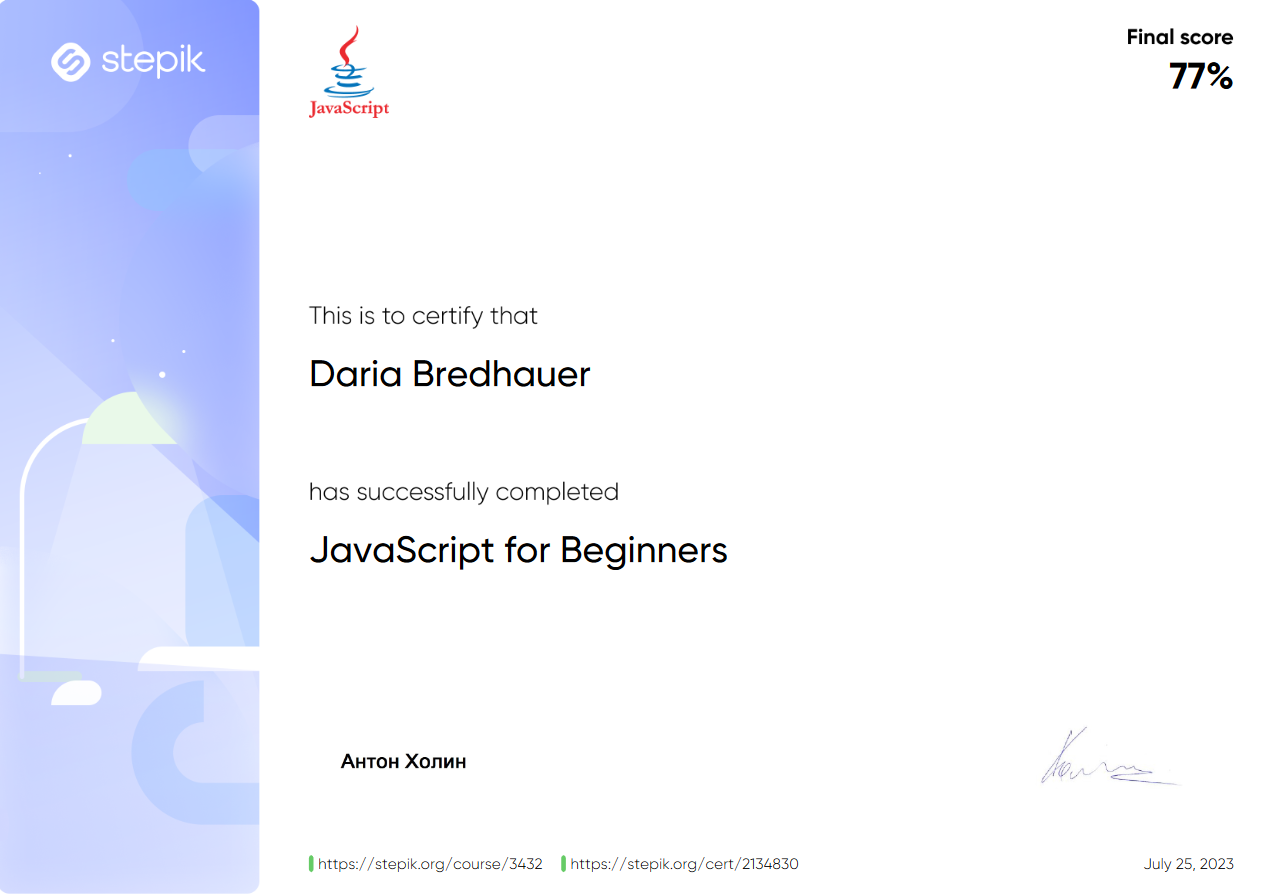 stepik
JavaScript
Final score
77%
This is to certify that
Daria Bredhauer
has successfully completed
JavaScript for Beginners
Антон Холин
https://stepik.org/course/3432 https://stepik.org/cert/2134830
July 25, 2023